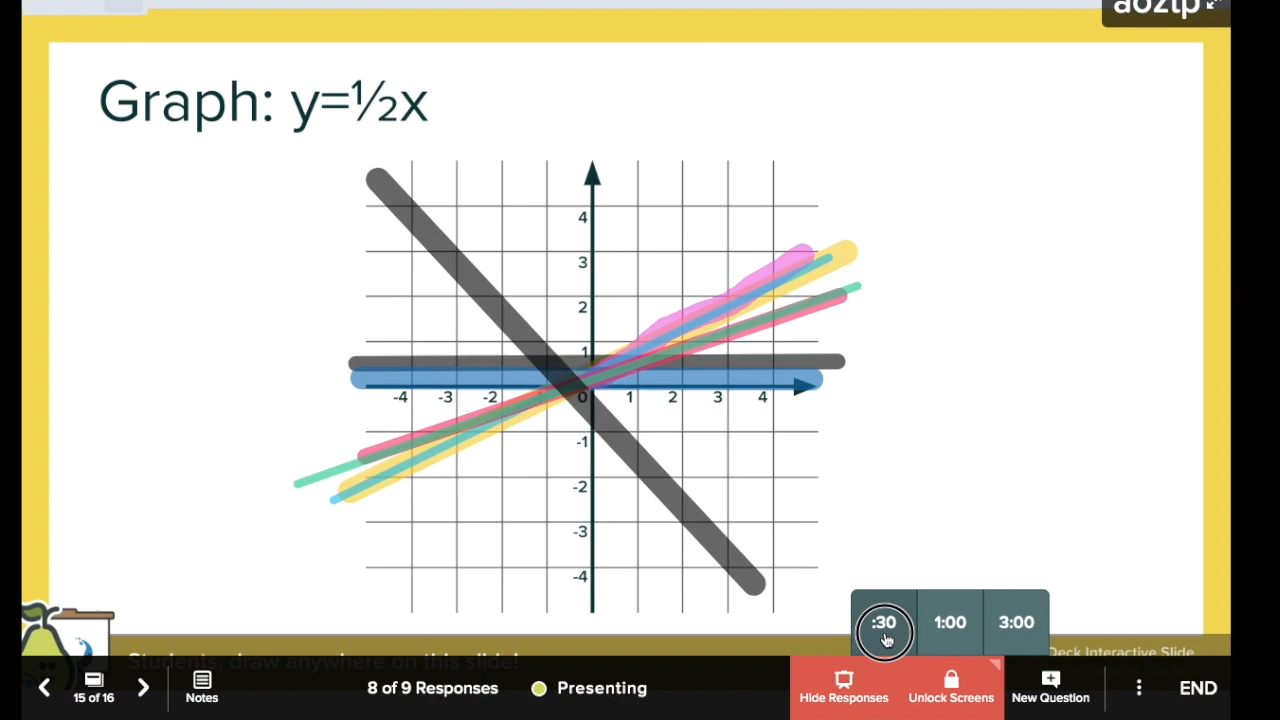 aoztp
Graph: y=½x
4
3
2
1
-4 -3 -2 0 1 2 3 4
-1
-2
-3
-4
:30 1:00 3:00
Students, draw anywhere on this slide!
Deck Interactive Slide
15 of 16
Notes
8 of 9 Responses
Presenting
Hide Responses
Unlock Screens
New Question
END